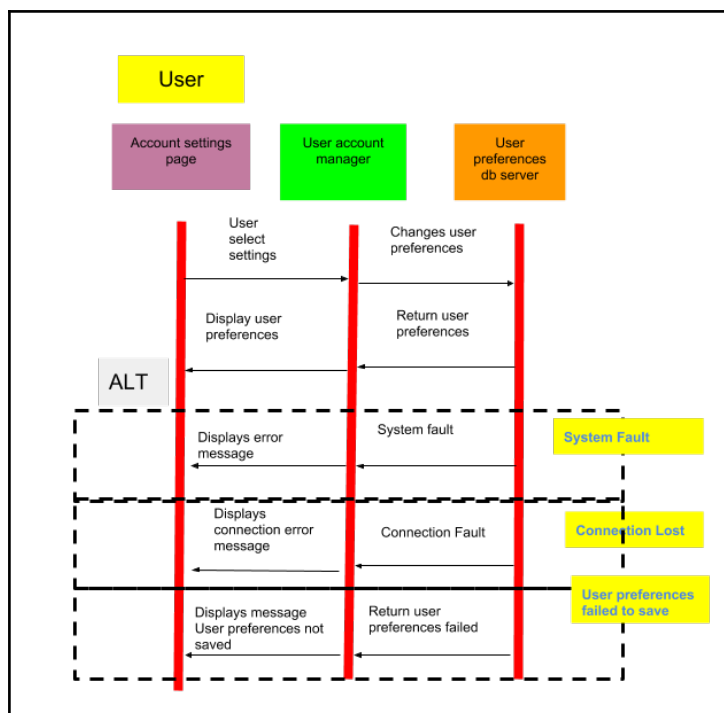 User
Account settings
page
User account
manager
User
preferences
db server
User
select
settings
Changes user
preferences
Display user
preferences
Return user
preferences
ALT
Displays error
message
System fault
System Fault
Displays
connection error
message
Connection Fault
Connection Lost
User preferences
failed to save
Displays message
User preferences not
saved
Return user
preferences failed